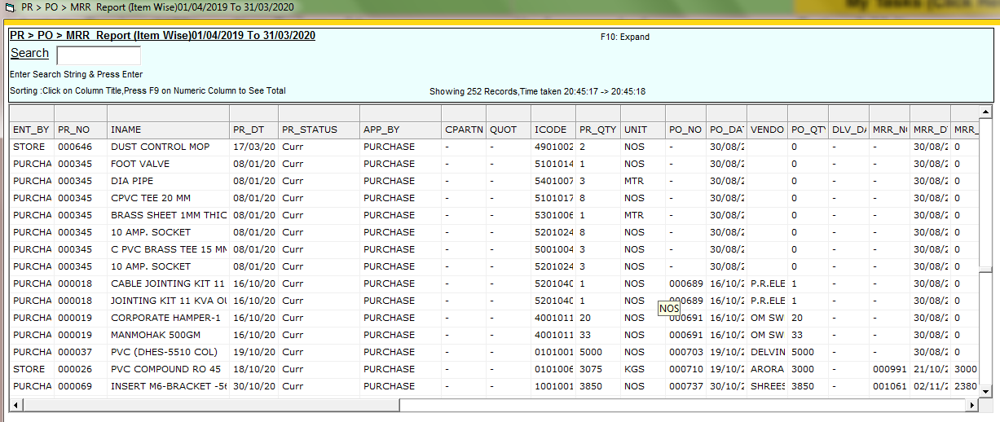 PR > PO > MRR Report (Item Wise)01/04/2019 To 31/03/2020
PR > PO > MRR Report (Item Wise)01/04/2019 To 31/03/2020 F10: Expand
Search
Enter Search String & Press Enter
Sorting :Click on Column Title,Press F9 on Numeric Column to See Total Showing 252 Records,Time taken 20:45:17 -> 20:45:18
ENT_BY PR_NO INAME PR_DT PR_STATUS APP_BY CPARTN QUOT ICODE PR_QTY UNIT PO_NO PO_DAT VENDO PO_QTY DLV_DA MRR_NO MRR_DT MRR_
STORE 000646 DUST CONTROL MOP 17/03/20 Curr PURCHASE - - 4901002 2 NOS - 30/08/2 0 - - 30/08/2 0
PURCHA 000345 FOOT VALVE 08/01/20 Curr PURCHASE - - 5101014 1 NOS - 30/08/2 0 - - 30/08/2 0
PURCHA 000345 DIA PIPE 08/01/20 Curr PURCHASE - - 5401007 3 MTR - 30/08/2 0 - - 30/08/2 0
PURCHA 000345 CPVC TEE 20 MM 08/01/20 Curr PURCHASE - - 5101017 8 NOS - 30/08/2 0 - - 30/08/2 0
PURCHA 000345 BRASS SHEET 1MM THIC 08/01/20 Curr PURCHASE - - 5301006 1 MTR - 30/08/2 0 - - 30/08/2 0
PURCHA 000345 10 AMP. SOCKET 08/01/20 Curr PURCHASE - - 5201024 8 NOS - 30/08/2 0 - - 30/08/2 0
PURCHA 000345 C PVC BRASS TEE 15 MM 08/01/20 Curr PURCHASE - - 5001004 3 NOS - 30/08/2 0 - - 30/08/2 0
PURCHA 000345 10 AMP. SOCKET 08/01/20 Curr PURCHASE - - 5201024 3 NOS - 30/08/2 0 - - 30/08/2 0
PURCHA 000018 CABLE JOINTING KIT 11 16/10/20 Curr PURCHASE - - 5201040 1 NOS 000689 16/10/2 P.R.ELE 1 - - 30/08/2 0
PURCHA 000018 JOINTING KIT 11 KVA OU 16/10/20 Curr PURCHASE - - 5201040 1 NOS 000689 16/10/2 P.R.ELE 1 - - 30/08/2 0
NOS
PURCHA 000019 CORPORATE HAMPER-1 16/10/20 Curr PURCHASE - - 4001011 20 NOS 000691 16/10/2 OM SW 20 - - 30/08/2 0
PURCHA 000019 MANMOHAK 500GM 16/10/20 Curr PURCHASE - - 4001011 33 NOS 000691 16/10/2 OM SW 33 - - 30/08/2 0
PURCHA 000037 PVC (DHES-5510 COL) 19/10/20 Curr PURCHASE - - 0101001 5000 NOS 000703 19/10/2 DELVIN 5000 - - 30/08/2 0
STORE 000026 PVC COMPOUND RO 45 18/10/20 Curr PURCHASE - - 0101006 3075 KGS 000710 19/10/2 ARORA 3000 - 000991 21/10/2 3000
PURCHA 000069 INSERT M6-BRACKET -56 30/10/20 Curr PURCHASE - - 1001001 3850 NOS 000737 30/10/2 SHREES 3850 - 001061 02/11/2 2380